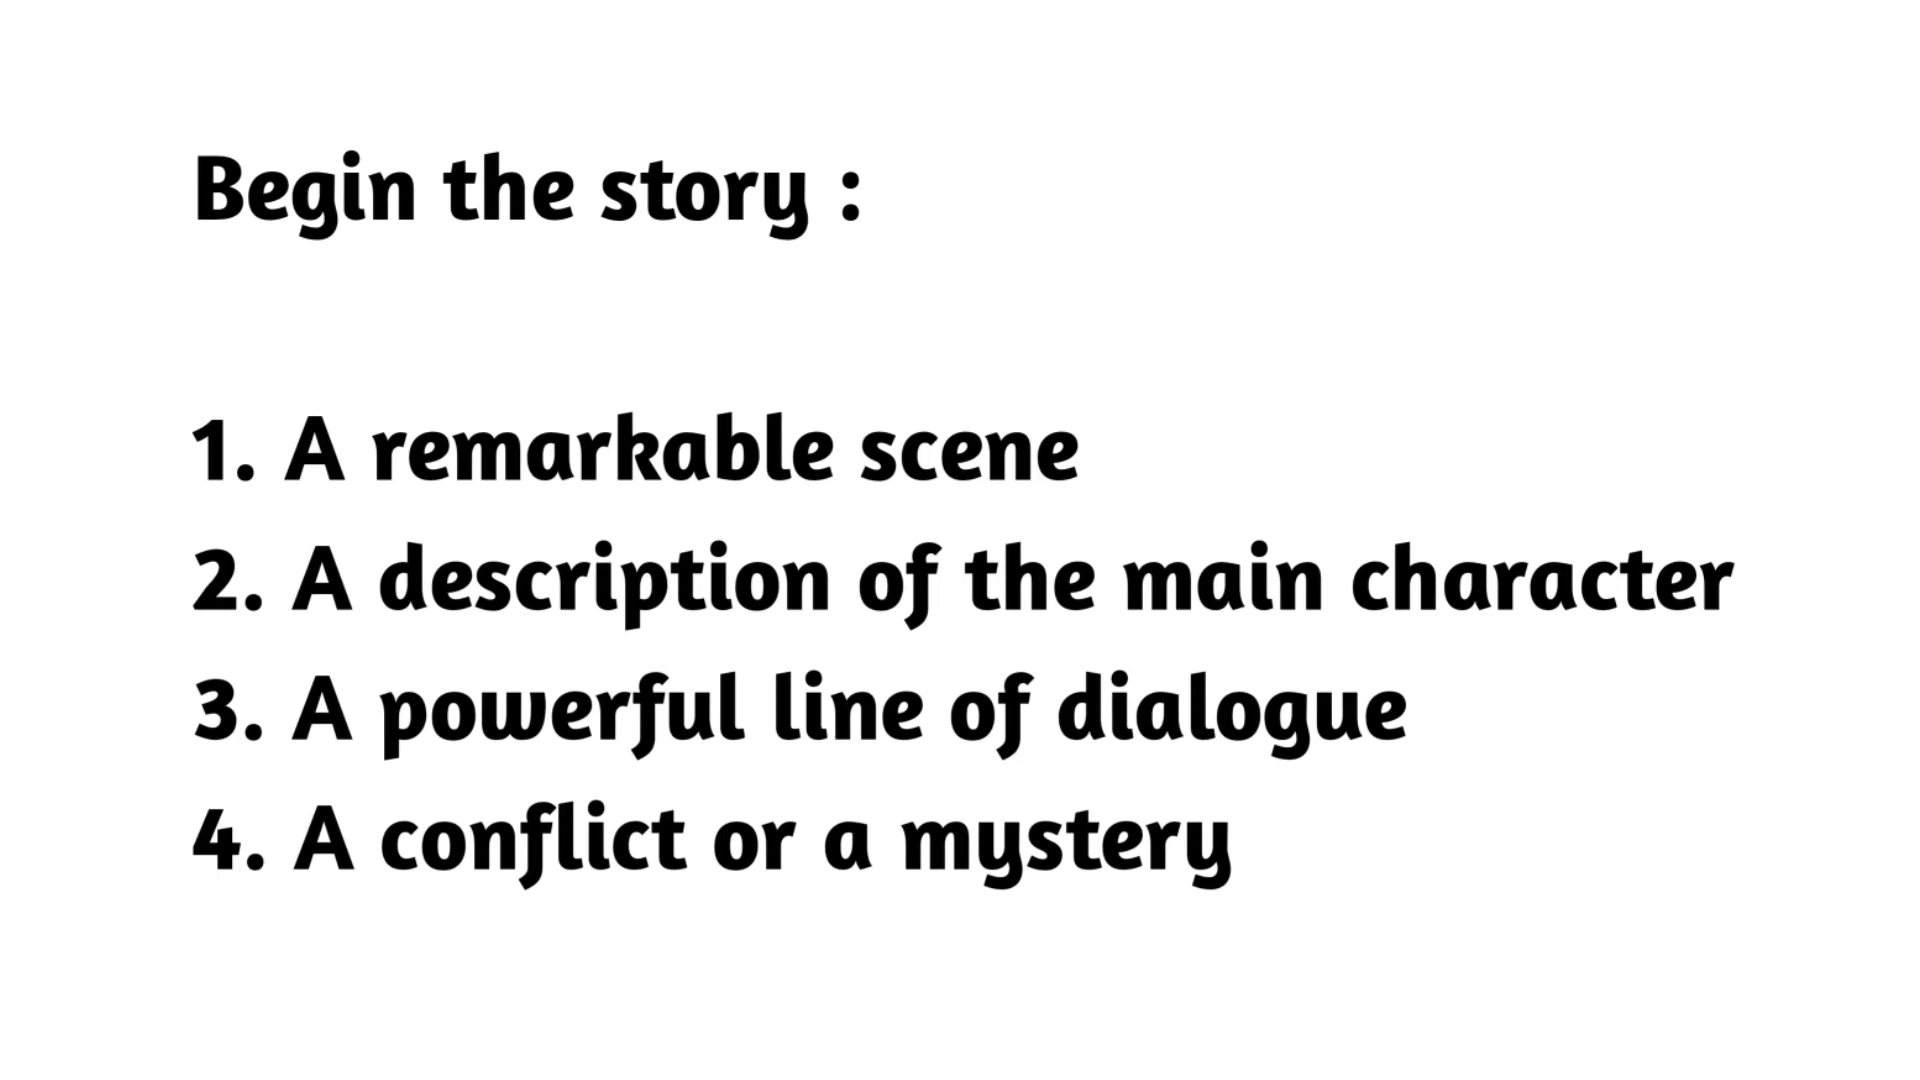 Begin the story :
1. A remarkable scene
2. A description of the main character
3. A powerful line of dialogue
4. A conflict or a mystery